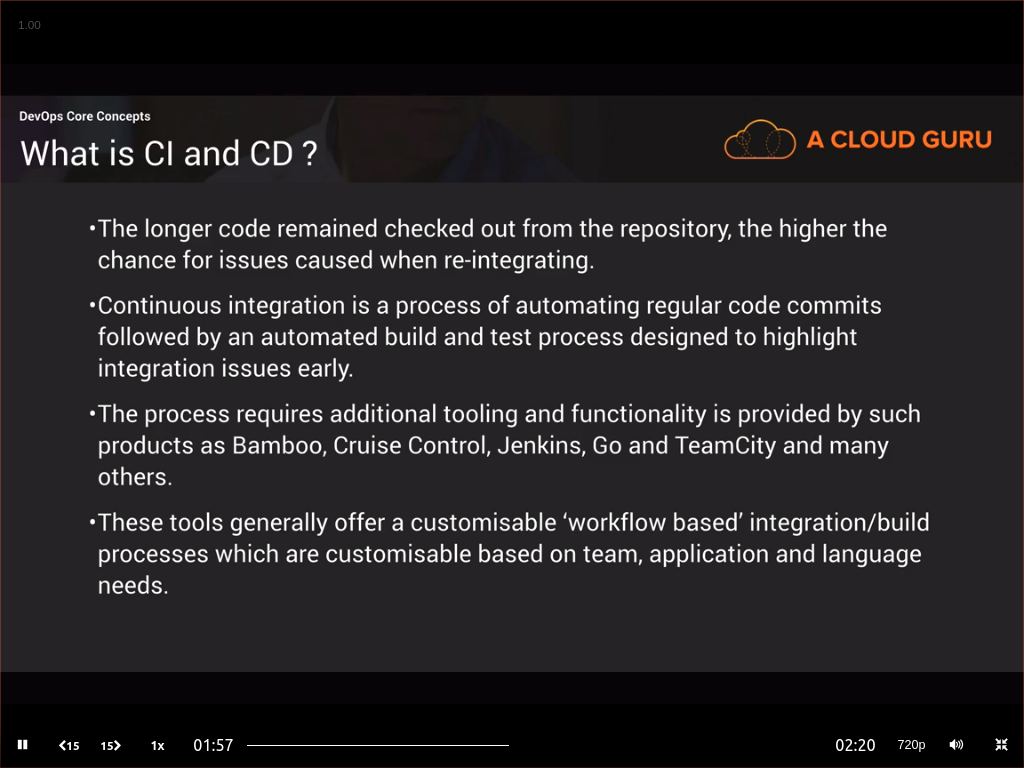 1.00
DevOps Core Concepts
What is CI and CD ?
A CLOUD GURU
•The longer code remained checked out from the repository, the higher the
chance for issues caused when re-integrating.
•Continuous integration is a process of automating regular code commits
followed by an automated build and test process designed to highlight
integration issues early.
•The process requires additional tooling and functionality is provided by such
products as Bamboo, Cruise Control, Jenkins, Go and TeamCity and many
others.
•These tools generally offer a customisable ‘workflow based’ integration/build
processes which are customisable based on team, application and language
needs.
15 15 1x 01:57 02:20 720p